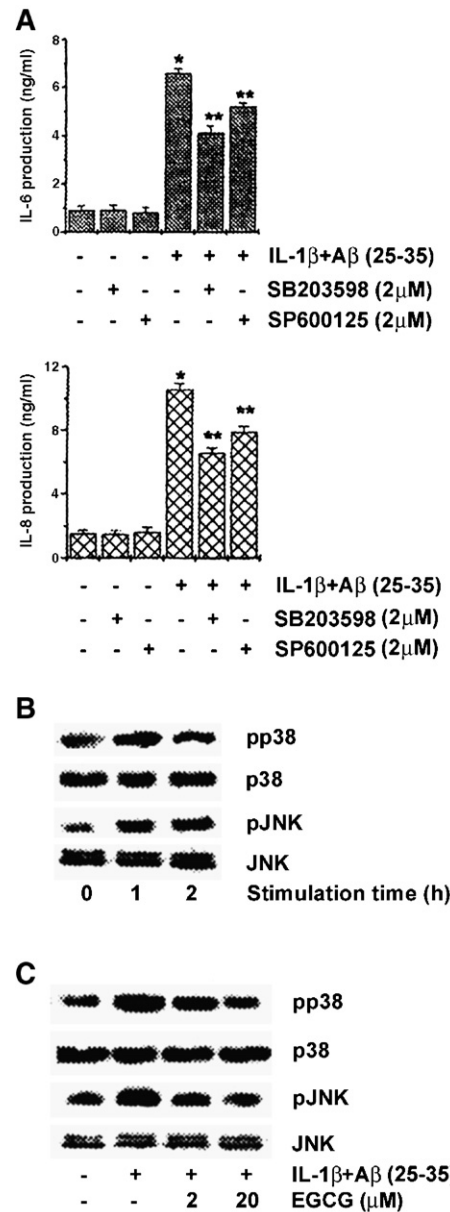 A
IL-6 production (ng/ml)
8
6
4
2
0
* ** **
- - - + + + IL-1β+Aβ (25-35)
- + - - + - SB203598 (2μM)
- - + - - + SP600125 (2μM)
IL-8 production (ng/ml)
12
8
4
0
* ** **
- - - + + + IL-1β+Aβ (25-35)
- + - - + - SB203598 (2μM)
- - + - - + SP600125 (2μM)
B
pp38
p38
pJNK
JNK
0 1 2 Stimulation time (h)
C
pp38
p38
pJNK
JNK
- + + + IL-1β+Aβ (25-35
- - 2 20 EGCG (μM)